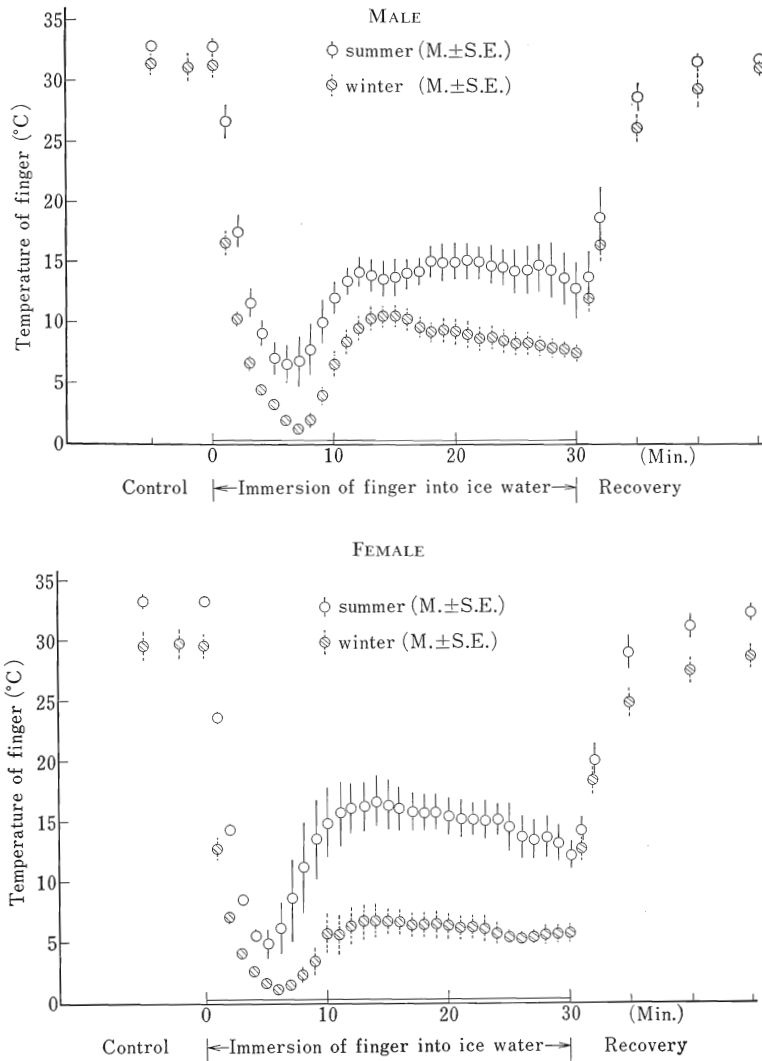 MALE
Temperature of finger (°C)
35
30
25
20
15
10
5
0
summer (M.±S.E.)
winter (M.±S.E.)
0
10
20
30
(Min.)
Control
Immersion of finger into ice water
Recovery
FEMALE
Temperature of finger (°C)
35
30
25
20
15
10
5
0
summer (M.±S.E.)
winter (M.±S.E.)
0
10
20
30
(Min.)
Control
Immersion of finger into ice water
Recovery